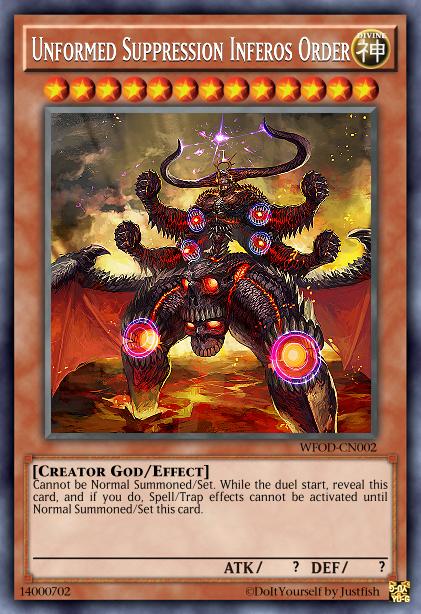 UNFORMED SUPPRESSION INFEROS ORDER
DIVINE
神
WFOD-CN002
[CREATOR GOD/EFFECT]
Cannot be Normal Summoned/Set. While the duel start, reveal this
card, and if you do, Spell/Trap effects cannot be activated until
Normal Summoned/Set this card.
ATK/ ? DEF/ ?
14000702
©DoItYourself by Justfish